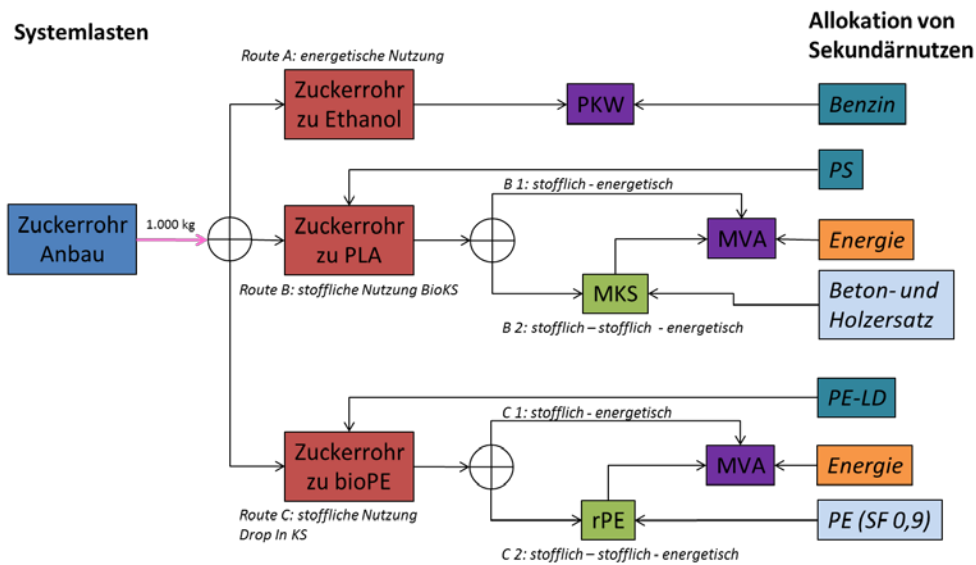 Systemlasten
Allokation von
Sekundärnutzen
Route A: energetische Nutzung
Zuckerrohr
zu Ethanol
PKW
Benzin
PS
B 1: stofflich - energetisch
Zuckerrohr
Anbau
1.000 kg
Zuckerrohr
zu PLA
MVA
Energie
Route B: stoffliche Nutzung BioKS
MKS
Beton- und
Holzersatz
B 2: stofflich – stofflich - energetisch
PE-LD
C 1: stofflich - energetisch
Zuckerrohr
zu bioPE
MVA
Energie
Route C: stoffliche Nutzung
Drop In KS
rPE
PE (SF 0,9)
C 2: stofflich – stofflich - energetisch